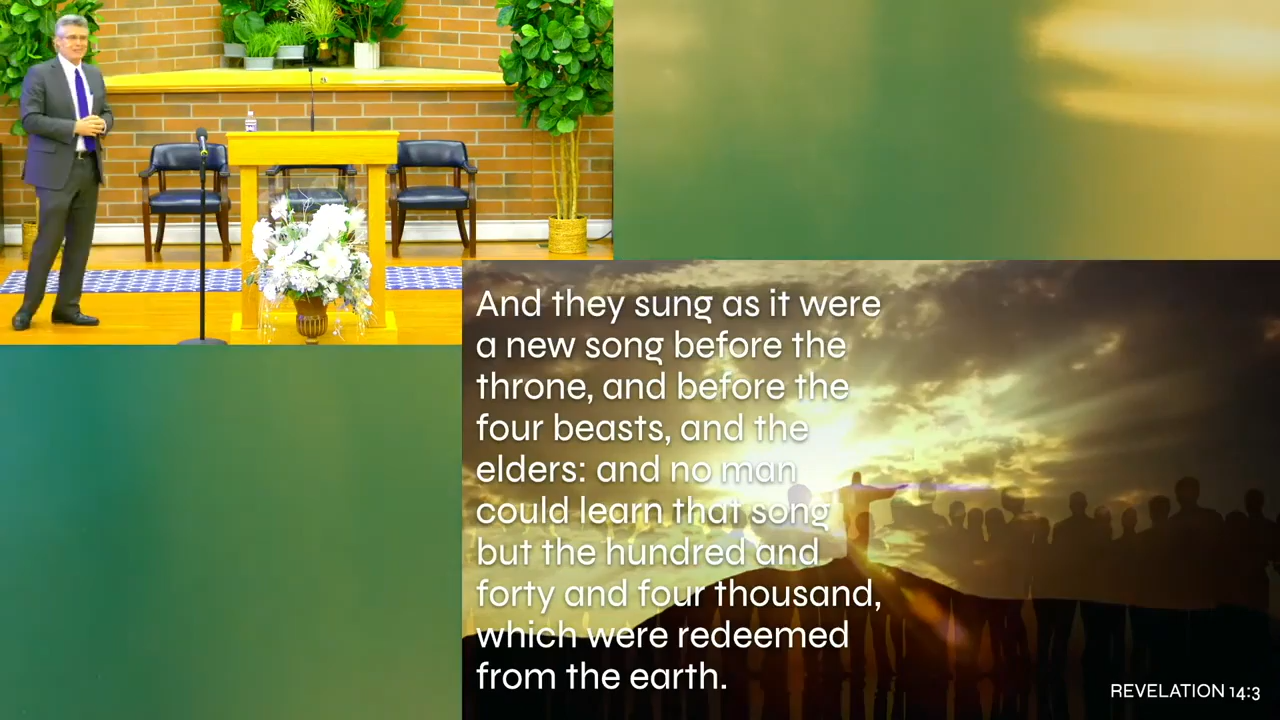 And they sung as it were
a new song before the
throne, and before the
four beasts, and the
elders: and no man
could learn that song
but the hundred and
forty and four thousand,
which were redeemed
from the earth.
REVELATION 14:3